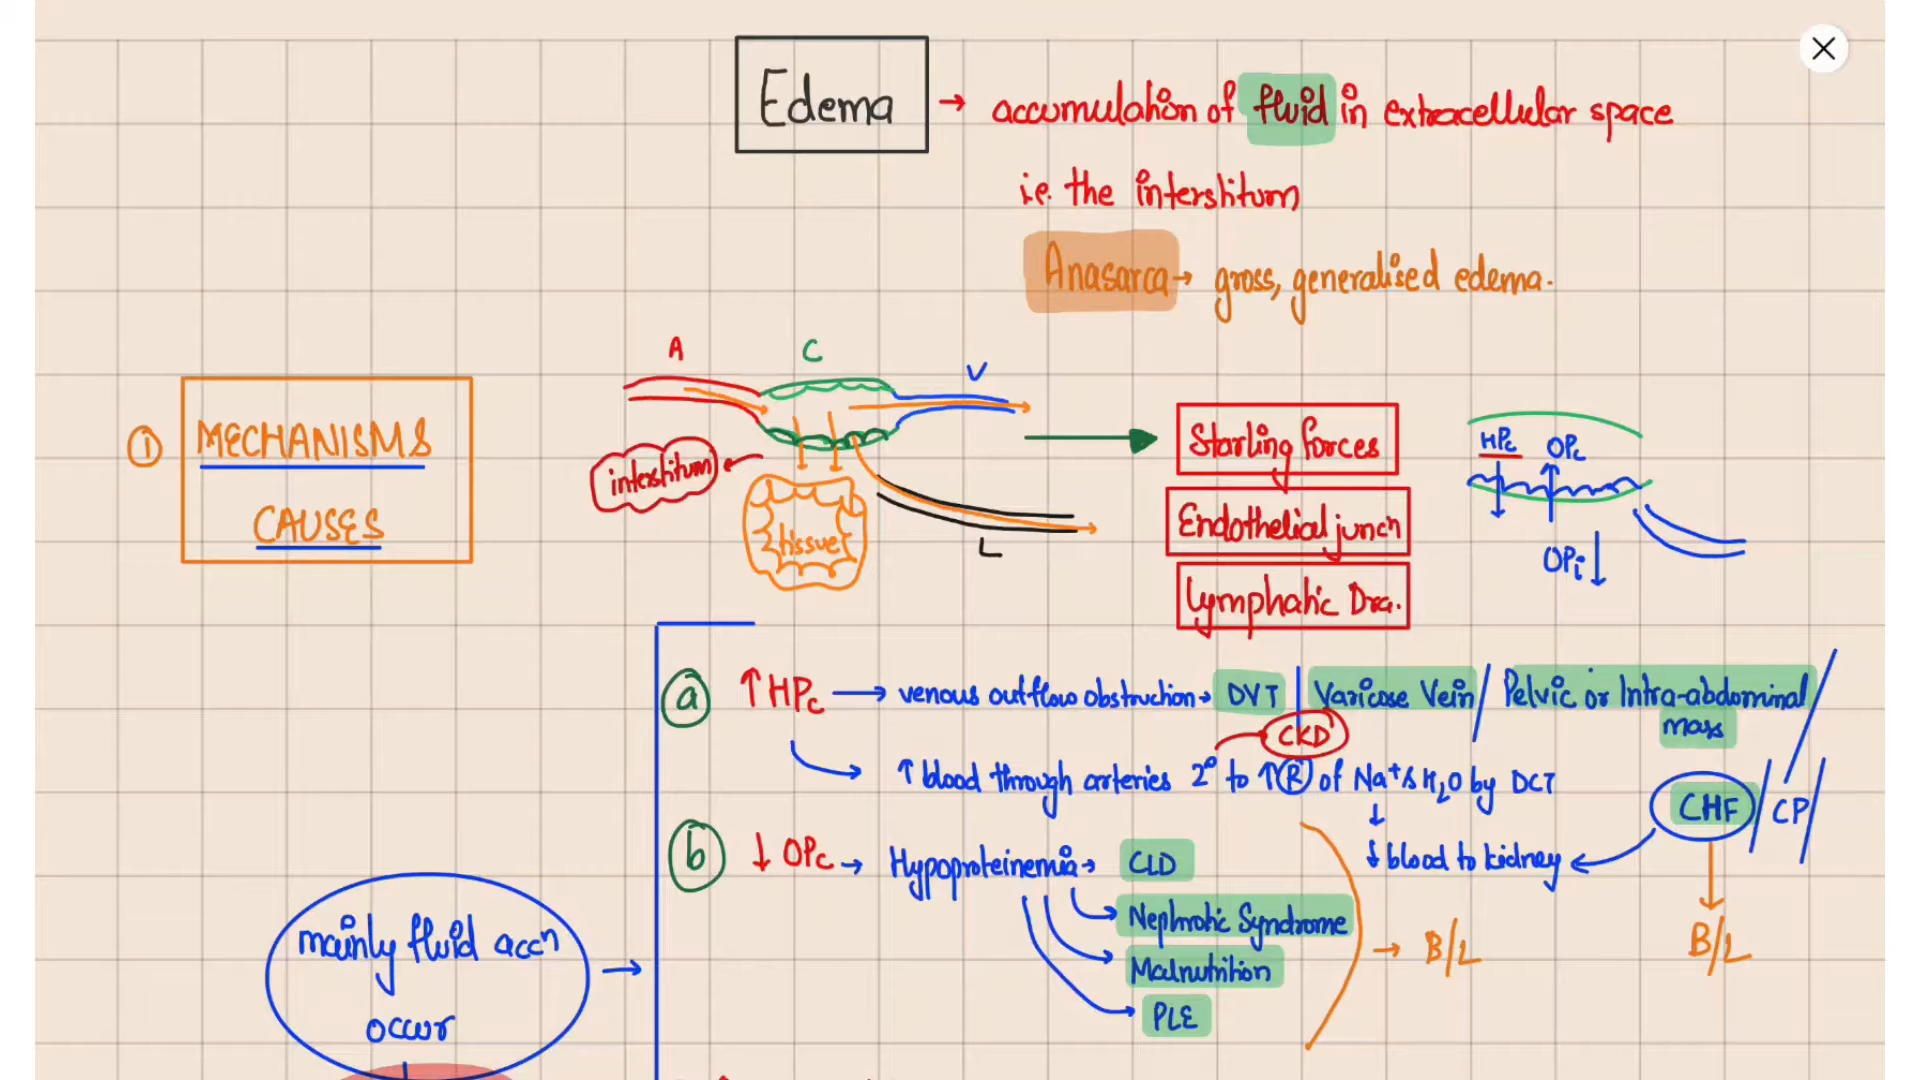 Edema → accumulation of fluid in extracellular space
i.e. the interstitium
Anasarca → gross, generalised edema.
① MECHANISMS
CAUSES
A
C
V
interstitium
tissue
L
Starling forces
Endothelial juncn
Lymphatic Dra.
HPc OPc
OPi ↓
a ↑ HPc → venous outflow obstruction → DVT | Varicose Vein / Pelvic or Intra-abdominal mass /
CKD
↑ blood through arteries 2° to ↑ R of Na+ & H2O by DCT
CHF / CP /
↓ blood to kidney
B/L
b ↓ OPc → Hypoproteinemia → CLD
Nephrotic Syndrome
Malnutrition
PLE
→ B/L
mainly fluid accn
occur →